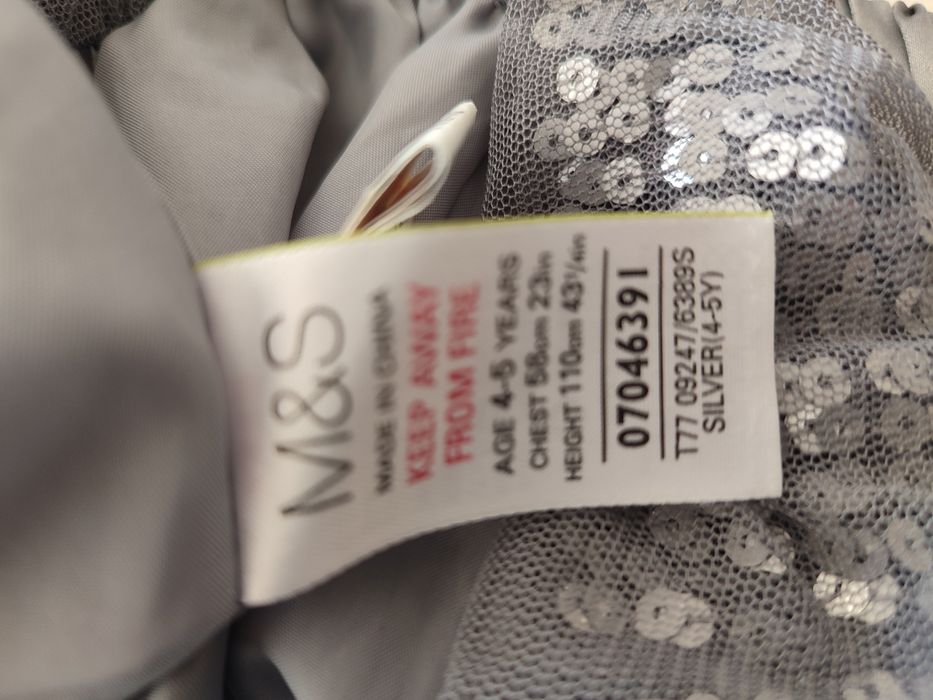 M&S
MADE IN CHINA
KEEP AWAY
FROM FIRE
AGE 4-5 YEARS
CHEST 58cm 23in
HEIGHT 110cm 43¹/₄in
07046391
T77 09247/6389S
SILVER(4-5Y)